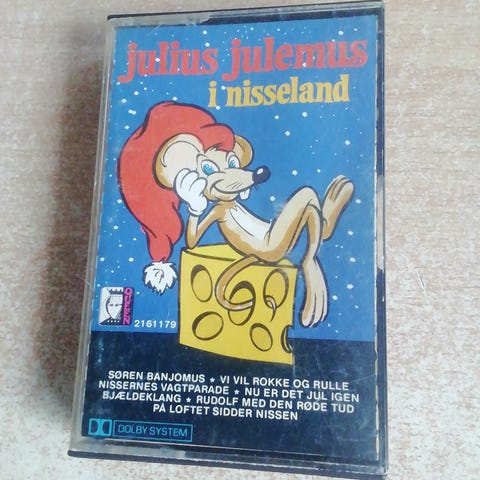 julius julemus
i nisseland
QUEEN
2161179
SØREN BANJOMUS ★ VI VIL ROKKE OG RULLE
NISSERNES VAGTPARADE ★ NU ER DET JUL IGEN
BJÆLDEKLANG ★ RUDOLF MED DEN RØDE TUD
PÅ LOFTET SIDDER NISSEN
DOLBY SYSTEM